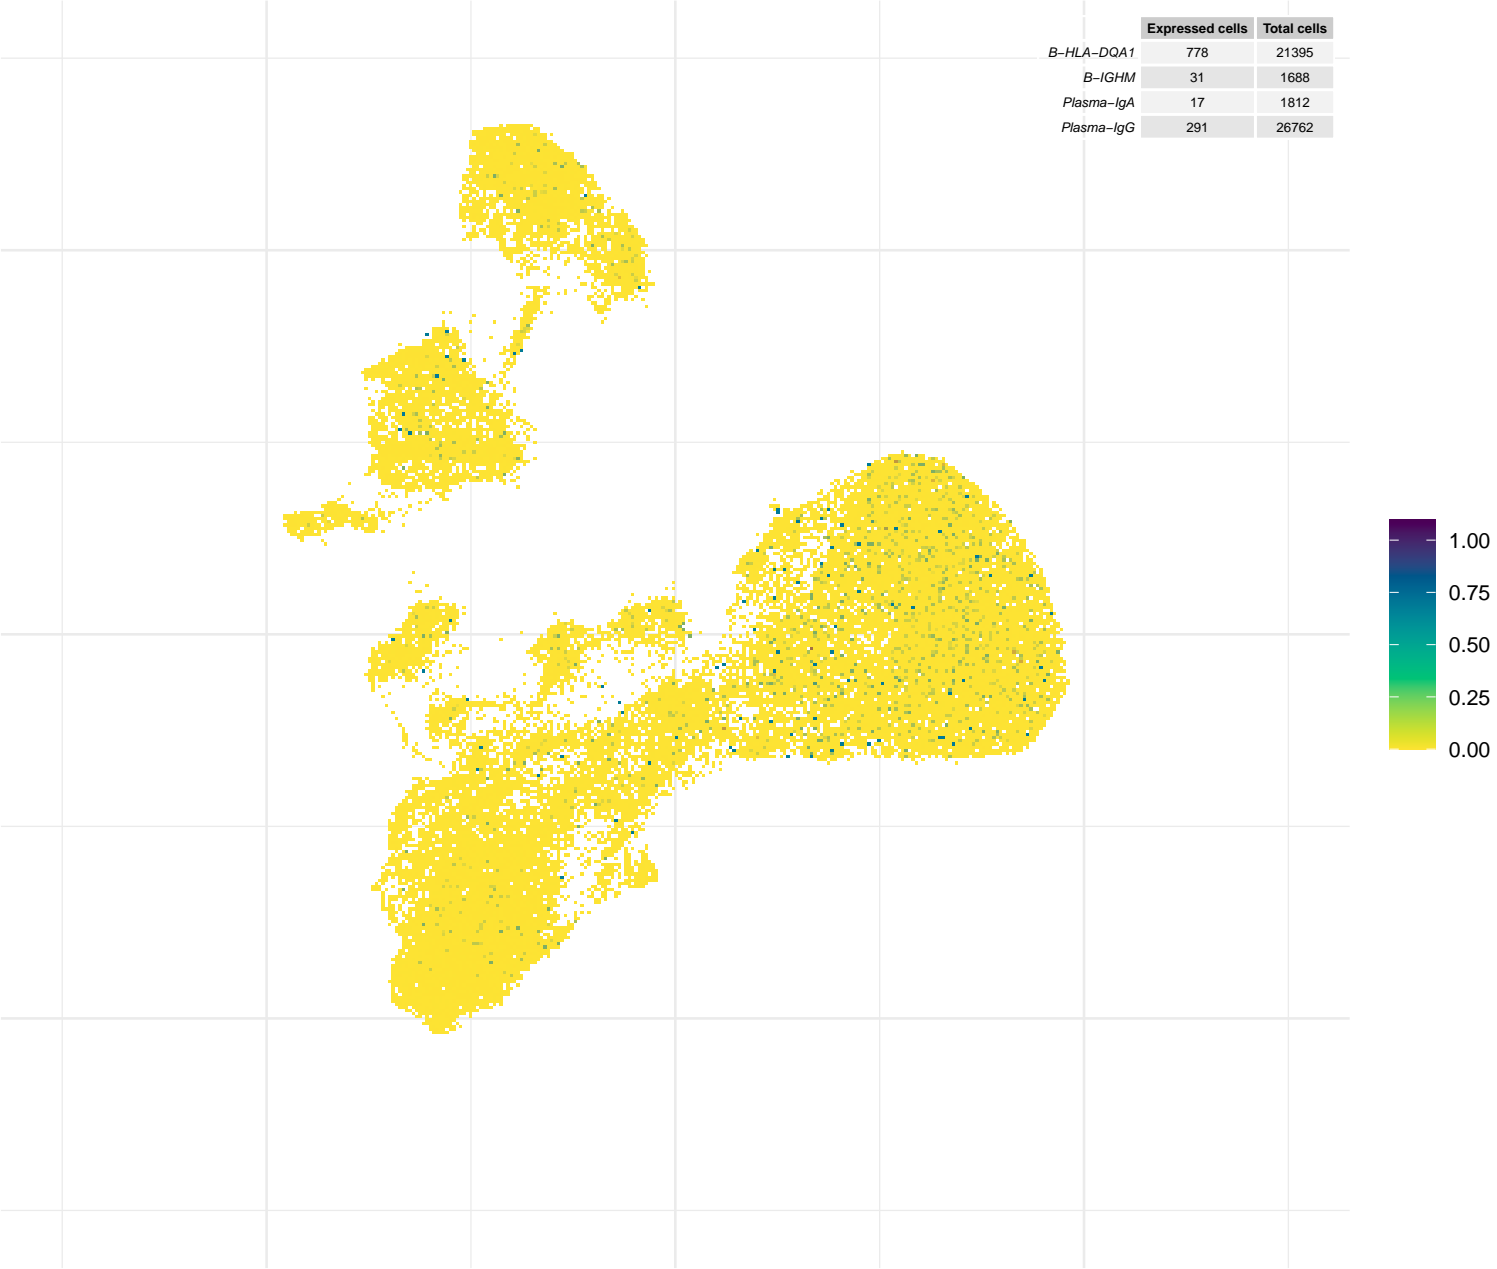 Expressed cells Total cells
B−HLA−DQA1 778 21395
B−IGHM 31 1688
Plasma−IgA 17 1812
Plasma−IgG 291 26762
1.00
0.75
0.50
0.25
0.00